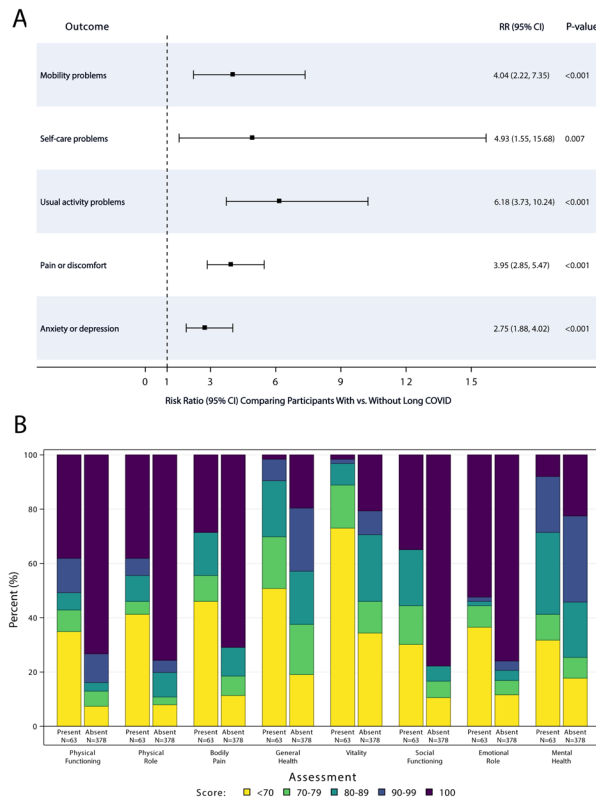 A
Outcome RR (95% CI) P-value
Mobility problems 4.04 (2.22, 7.35) <0.001
Self-care problems 4.93 (1.55, 15.68) 0.007
Usual activity problems 6.18 (3.73, 10.24) <0.001
Pain or discomfort 3.95 (2.85, 5.47) <0.001
Anxiety or depression 2.75 (1.88, 4.02) <0.001
0 1 3 6 9 12 15
Risk Ratio (95% CI) Comparing Participants With vs. Without Long COVID
B
100
80
60
40
20
0
Percent (%)
Present Absent Present Absent Present Absent Present Absent Present Absent Present Absent Present Absent Present Absent
N=63 N=378 N=63 N=378 N=63 N=378 N=63 N=378 N=63 N=378 N=63 N=378 N=63 N=378 N=63 N=378
Physical Physical Bodily General Vitality Social Emotional Mental
Functioning Role Pain Health Functioning Role Health
Assessment
Score: <70 70-79 80-89 90-99 100